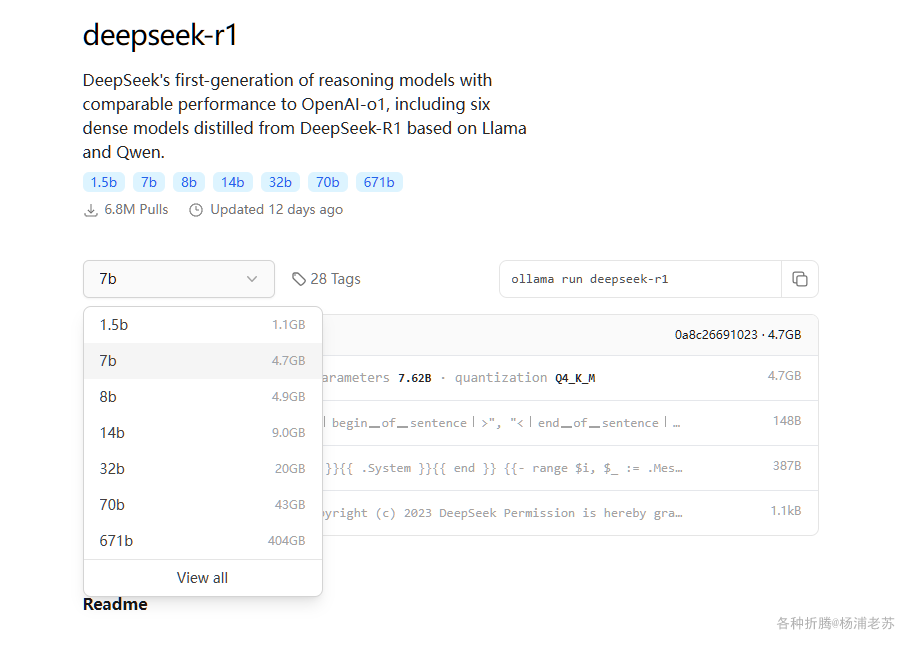 deepseek-r1
DeepSeek's first-generation of reasoning models with
comparable performance to OpenAI-o1, including six
dense models distilled from DeepSeek-R1 based on Llama
and Qwen.
1.5b 7b 8b 14b 32b 70b 671b
6.8M Pulls Updated 12 days ago
7b 28 Tags ollama run deepseek-r1
1.5b 1.1GB
7b 4.7GB
8b 4.9GB
14b 9.0GB
32b 20GB
70b 43GB
671b 404GB
View all
0a8c26691023 · 4.7GB
arameters 7.62B · quantization Q4_K_M 4.7GB
|begin▁of▁sentence|>", "<|end▁of▁sentence|… 148B
}}{{ .System }}{{ end }} {{- range $i, $_ := .Mes… 387B
pyright (c) 2023 DeepSeek Permission is hereby gra… 1.1kB
Readme
各种折腾@杨浦老苏